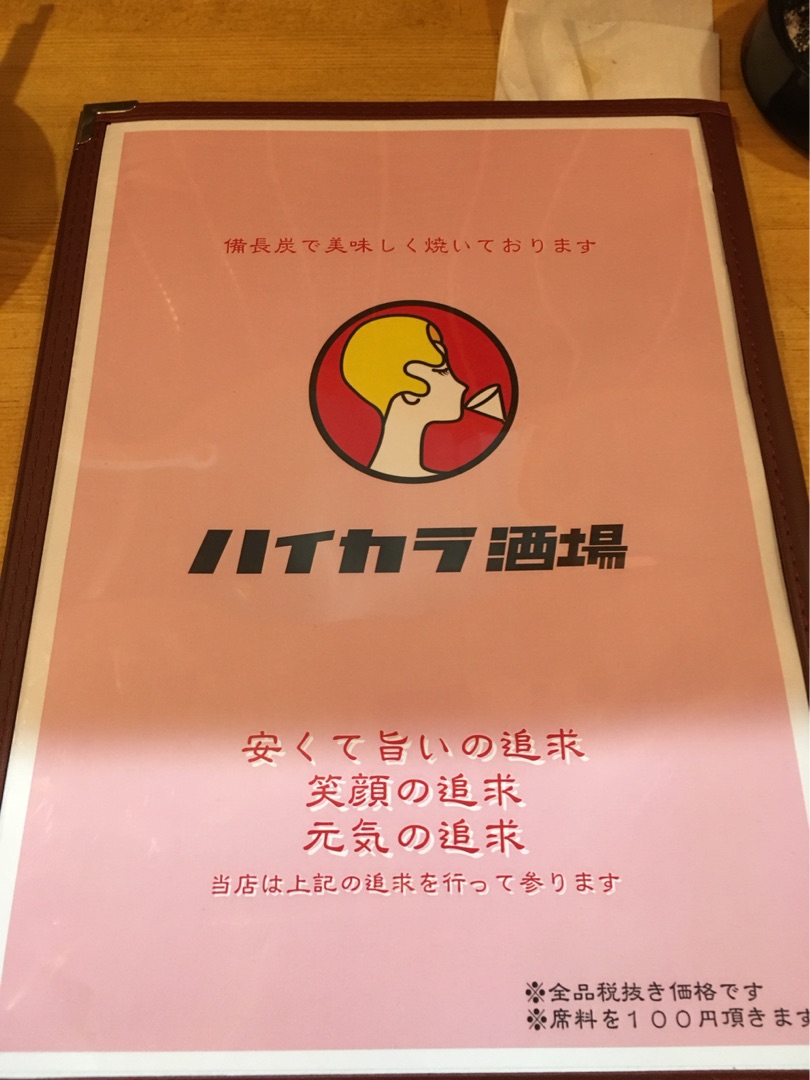 備長炭で美味しく焼いております
ハイカラ酒場
安くて旨いの追求
笑顔の追求
元気の追求
当店は上記の追求を行って参ります
※全品税抜き価格です
※席料を１００円頂きます